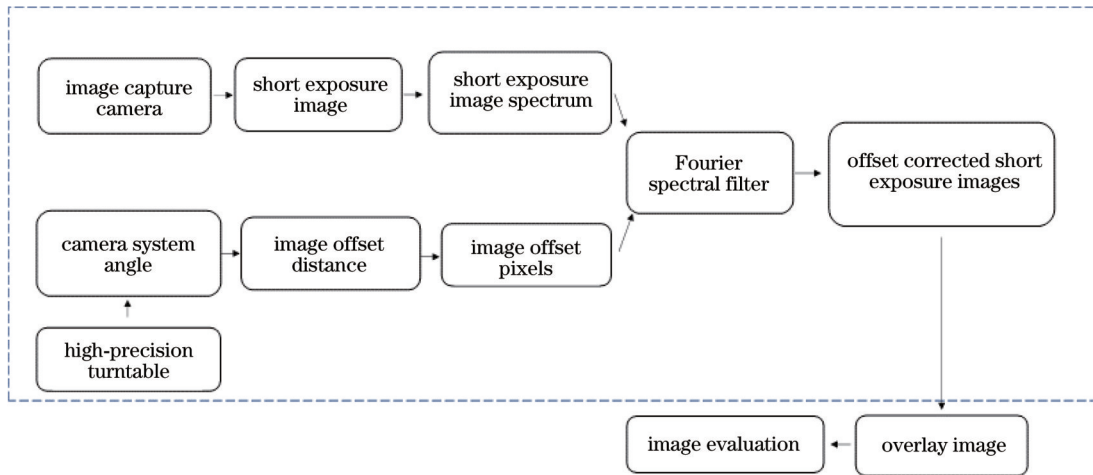 image capture
camera
short exposure
image
short exposure
image spectrum
Fourier
spectral filter
offset corrected short
exposure images
camera system
angle
image offset
distance
image offset
pixels
high-precision
turntable
image evaluation
overlay image